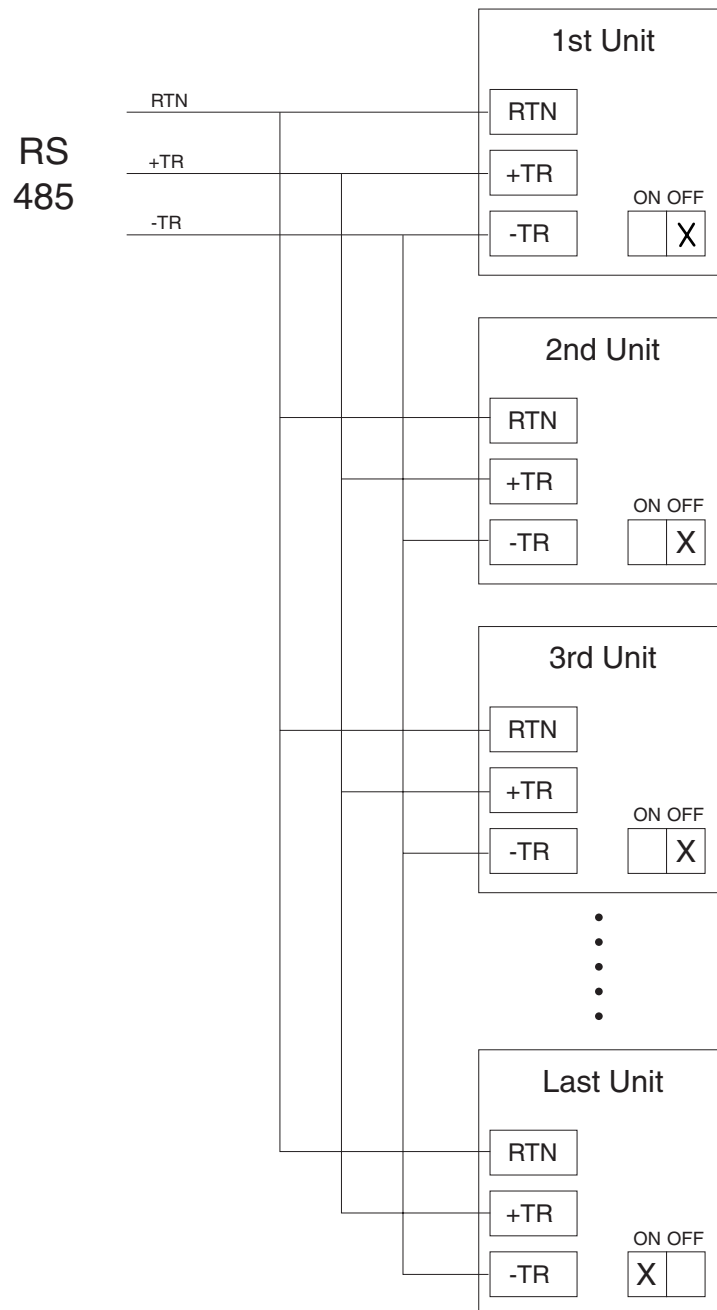 1st Unit
RTN
RTN
RS
485
+TR
+TR
ON OFF
-TR
-TR
X
2nd Unit
RTN
+TR
ON OFF
-TR
X
3rd Unit
RTN
+TR
ON OFF
-TR
X
Last Unit
RTN
+TR
ON OFF
-TR
X